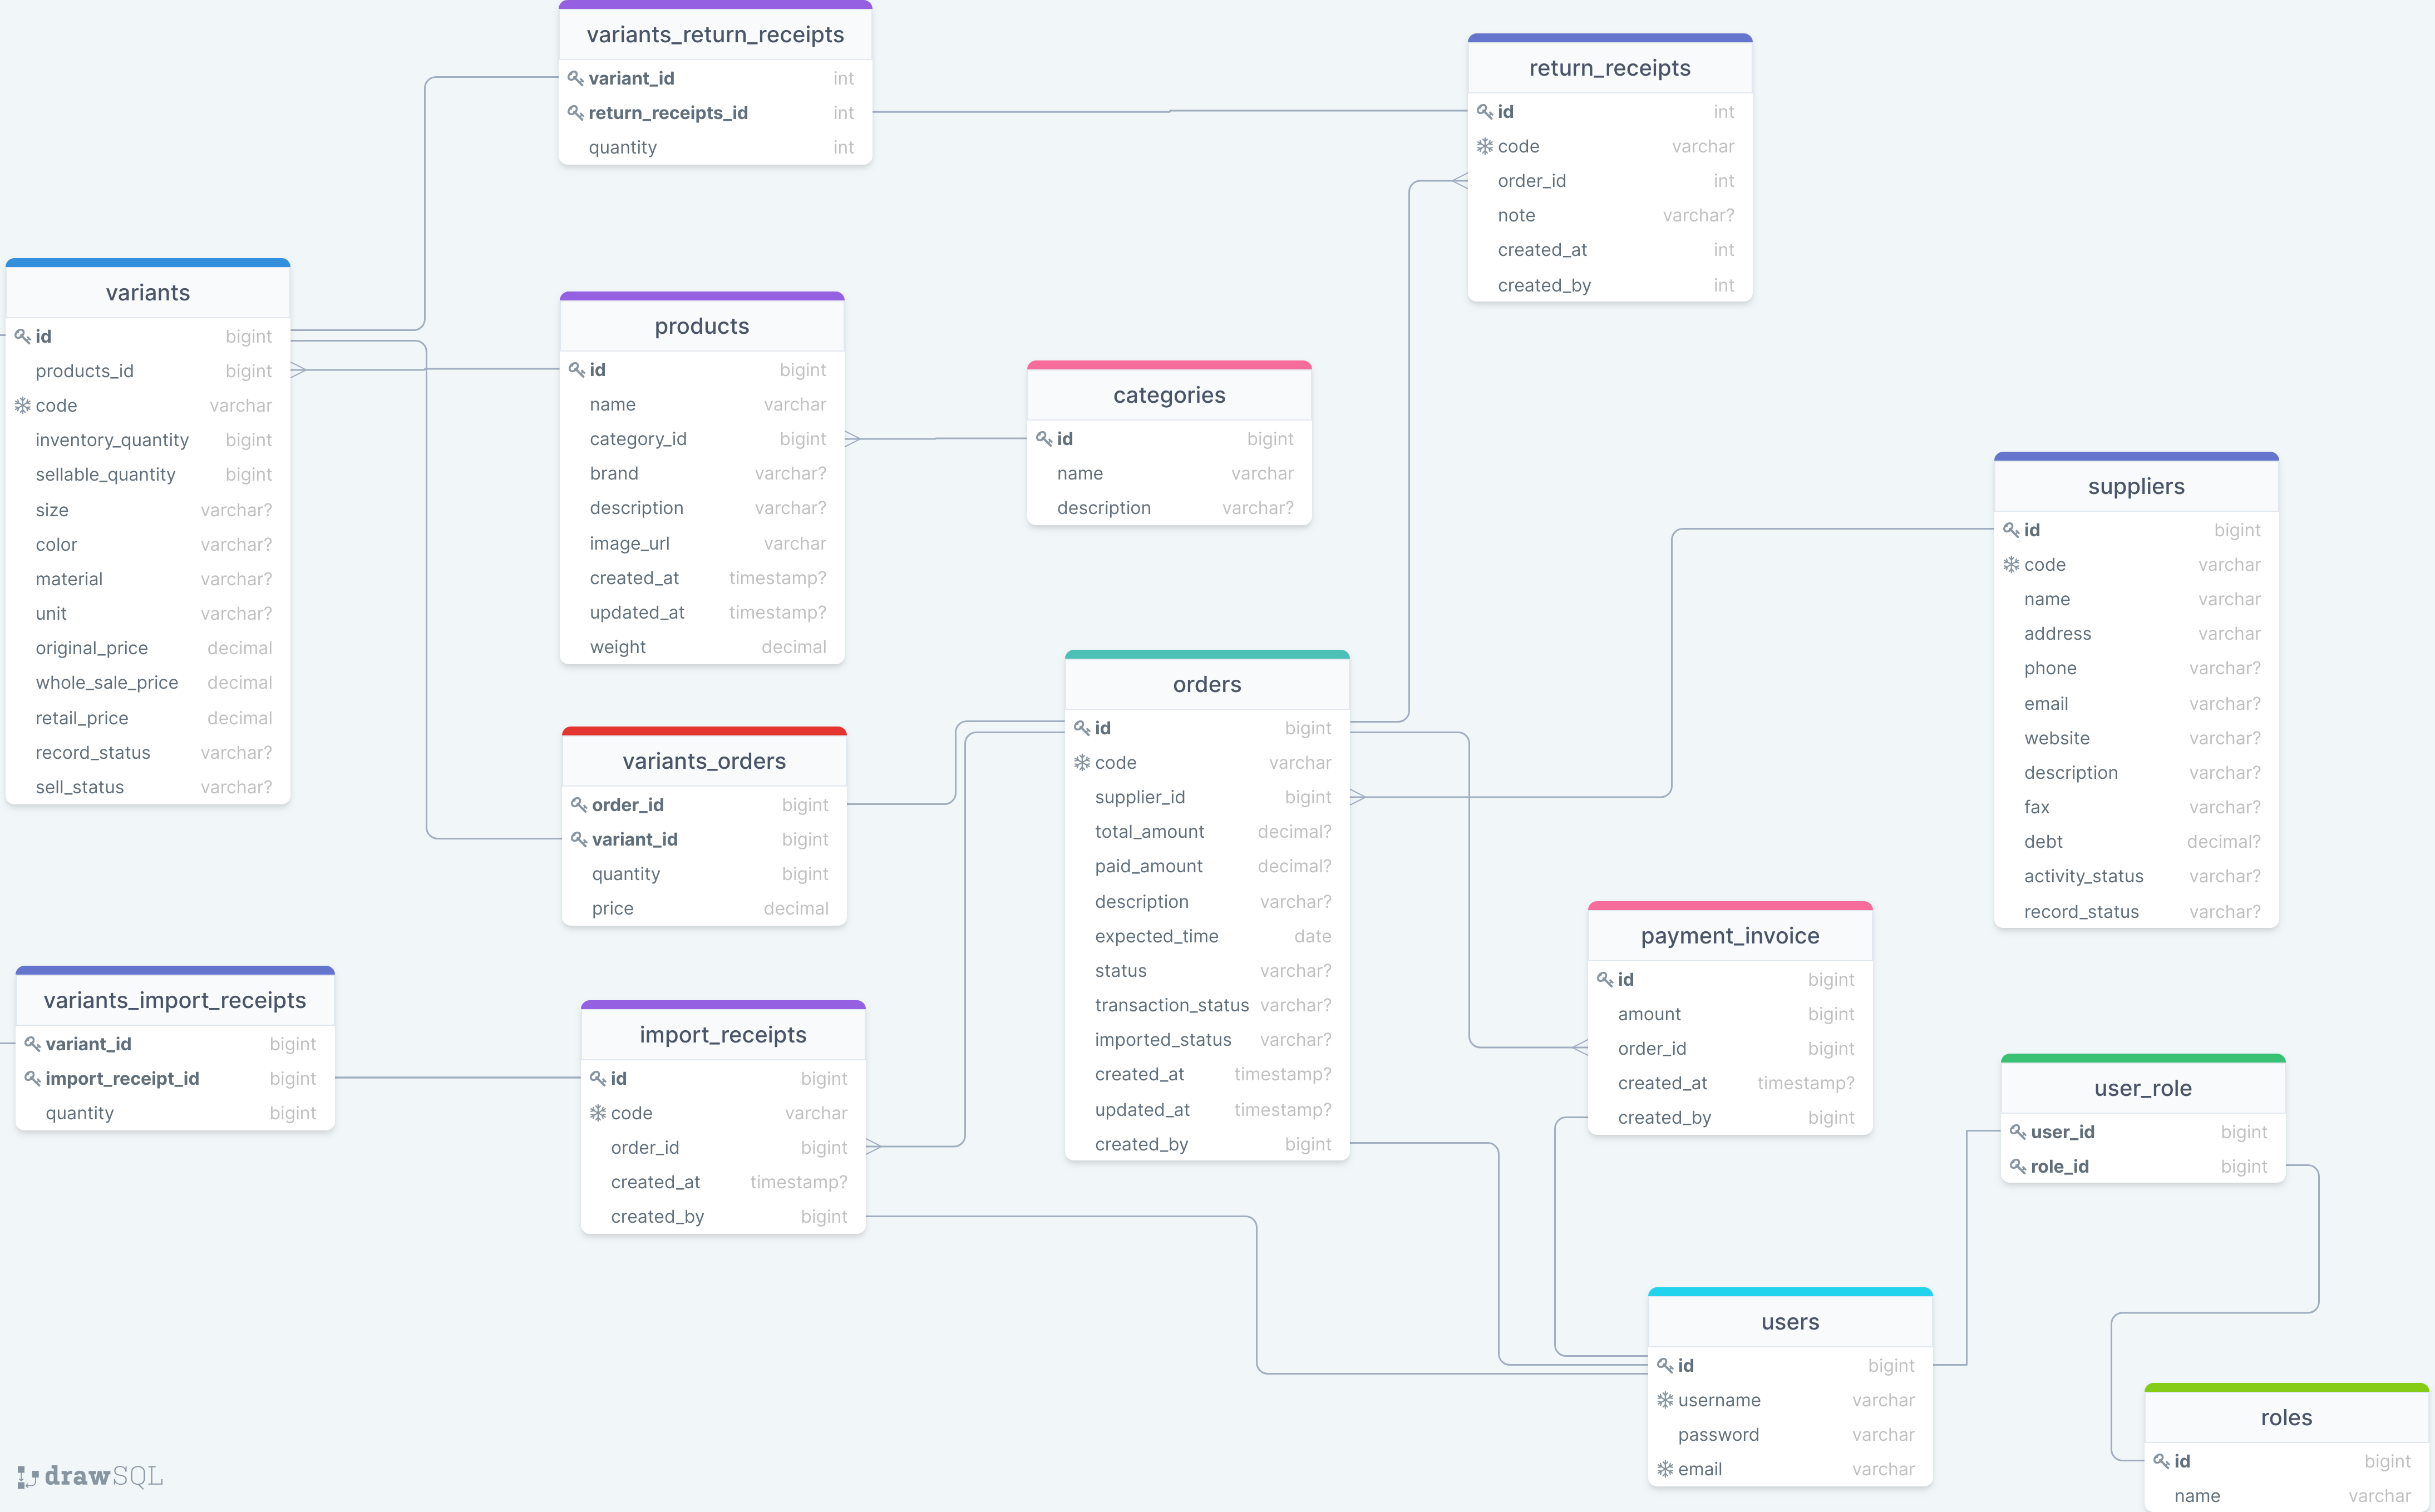 variants_return_receipts
variant_id int
return_receipts_id int
quantity int
return_receipts
id int
code varchar
order_id int
note varchar?
created_at int
created_by int
variants
id bigint
products_id bigint
code varchar
inventory_quantity bigint
sellable_quantity bigint
size varchar?
color varchar?
material varchar?
unit varchar?
original_price decimal
whole_sale_price decimal
retail_price decimal
record_status varchar?
sell_status varchar?
products
id bigint
name varchar
category_id bigint
brand varchar?
description varchar?
image_url varchar
created_at timestamp?
updated_at timestamp?
weight decimal
categories
id bigint
name varchar
description varchar?
suppliers
id bigint
code varchar
name varchar
address varchar
phone varchar?
email varchar?
website varchar?
description varchar?
fax varchar?
debt decimal?
activity_status varchar?
record_status varchar?
orders
id bigint
code varchar
supplier_id bigint
total_amount decimal?
paid_amount decimal?
description varchar?
expected_time date
status varchar?
transaction_status varchar?
imported_status varchar?
created_at timestamp?
updated_at timestamp?
created_by bigint
variants_orders
order_id bigint
variant_id bigint
quantity bigint
price decimal
payment_invoice
id bigint
amount bigint
order_id bigint
created_at timestamp?
created_by bigint
variants_import_receipts
variant_id bigint
import_receipt_id bigint
quantity bigint
import_receipts
id bigint
code varchar
order_id bigint
created_at timestamp?
created_by bigint
user_role
user_id bigint
role_id bigint
users
id bigint
username varchar
password varchar
email varchar
roles
id bigint
name varchar
drawSQL